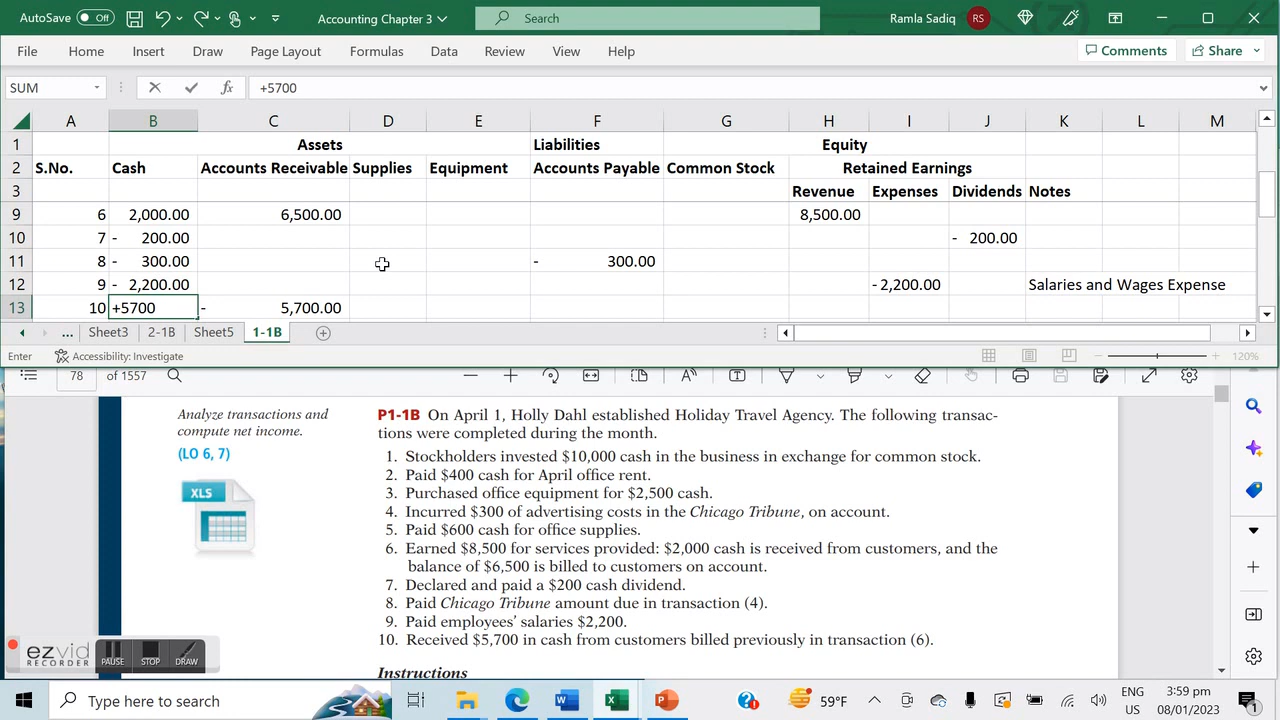 AutoSave Off Accounting Chapter 3 Search Ramla Sadiq RS
File Home Insert Draw Page Layout Formulas Data Review View Help Comments Share
SUM fx +5700
A B C D E F G H I J K L M
1 Assets Liabilities Equity
2 S.No. Cash Accounts Receivable Supplies Equipment Accounts Payable Common Stock Retained Earnings
3 Revenue Expenses Dividends Notes
9 6 2,000.00 6,500.00 8,500.00
10 7 - 200.00 - 200.00
11 8 - 300.00 - 300.00
12 9 - 2,200.00 - 2,200.00 Salaries and Wages Expense
13 10 +5700 - 5,700.00
... Sheet3 2-1B Sheet5 1-1B
Enter Accessibility: Investigate 120%
78 of 1557
Analyze transactions and
compute net income.
(LO 6, 7)
XLS
P1-1B On April 1, Holly Dahl established Holiday Travel Agency. The following transac-
tions were completed during the month.
1. Stockholders invested $10,000 cash in the business in exchange for common stock.
2. Paid $400 cash for April office rent.
3. Purchased office equipment for $2,500 cash.
4. Incurred $300 of advertising costs in the Chicago Tribune, on account.
5. Paid $600 cash for office supplies.
6. Earned $8,500 for services provided: $2,000 cash is received from customers, and the
balance of $6,500 is billed to customers on account.
7. Declared and paid a $200 cash dividend.
8. Paid Chicago Tribune amount due in transaction (4).
9. Paid employees' salaries $2,200.
10. Received $5,700 in cash from customers billed previously in transaction (6).
Instructions
ezvid
RECORDER
PAUSE STOP DRAW
Type here to search 59°F ENG
US 3:59 pm
08/01/2023 1